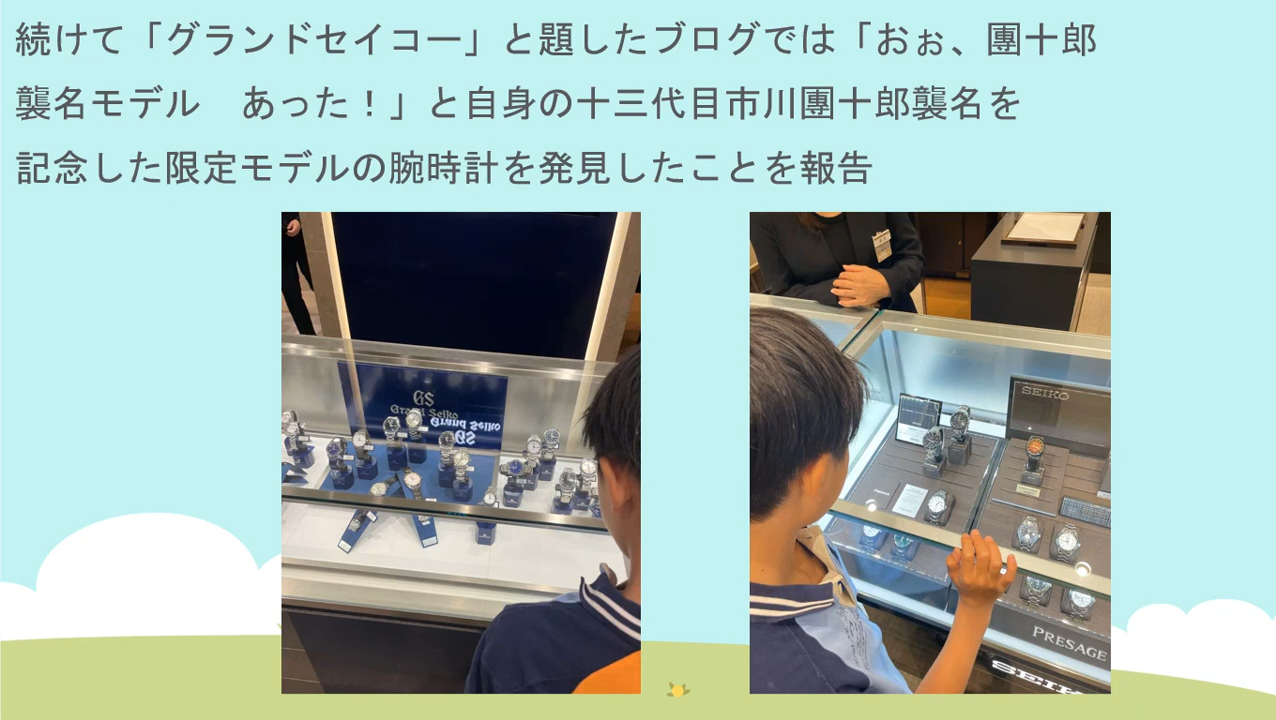 続けて「グランドセイコー」と題したブログでは「おぉ、團十郎
襲名モデル　あった！」と自身の十三代目市川團十郎襲名を
記念した限定モデルの腕時計を発見したことを報告
GS
Grand Seiko
Grand Seiko
GS
SEIKO
PRESAGE
SEIK